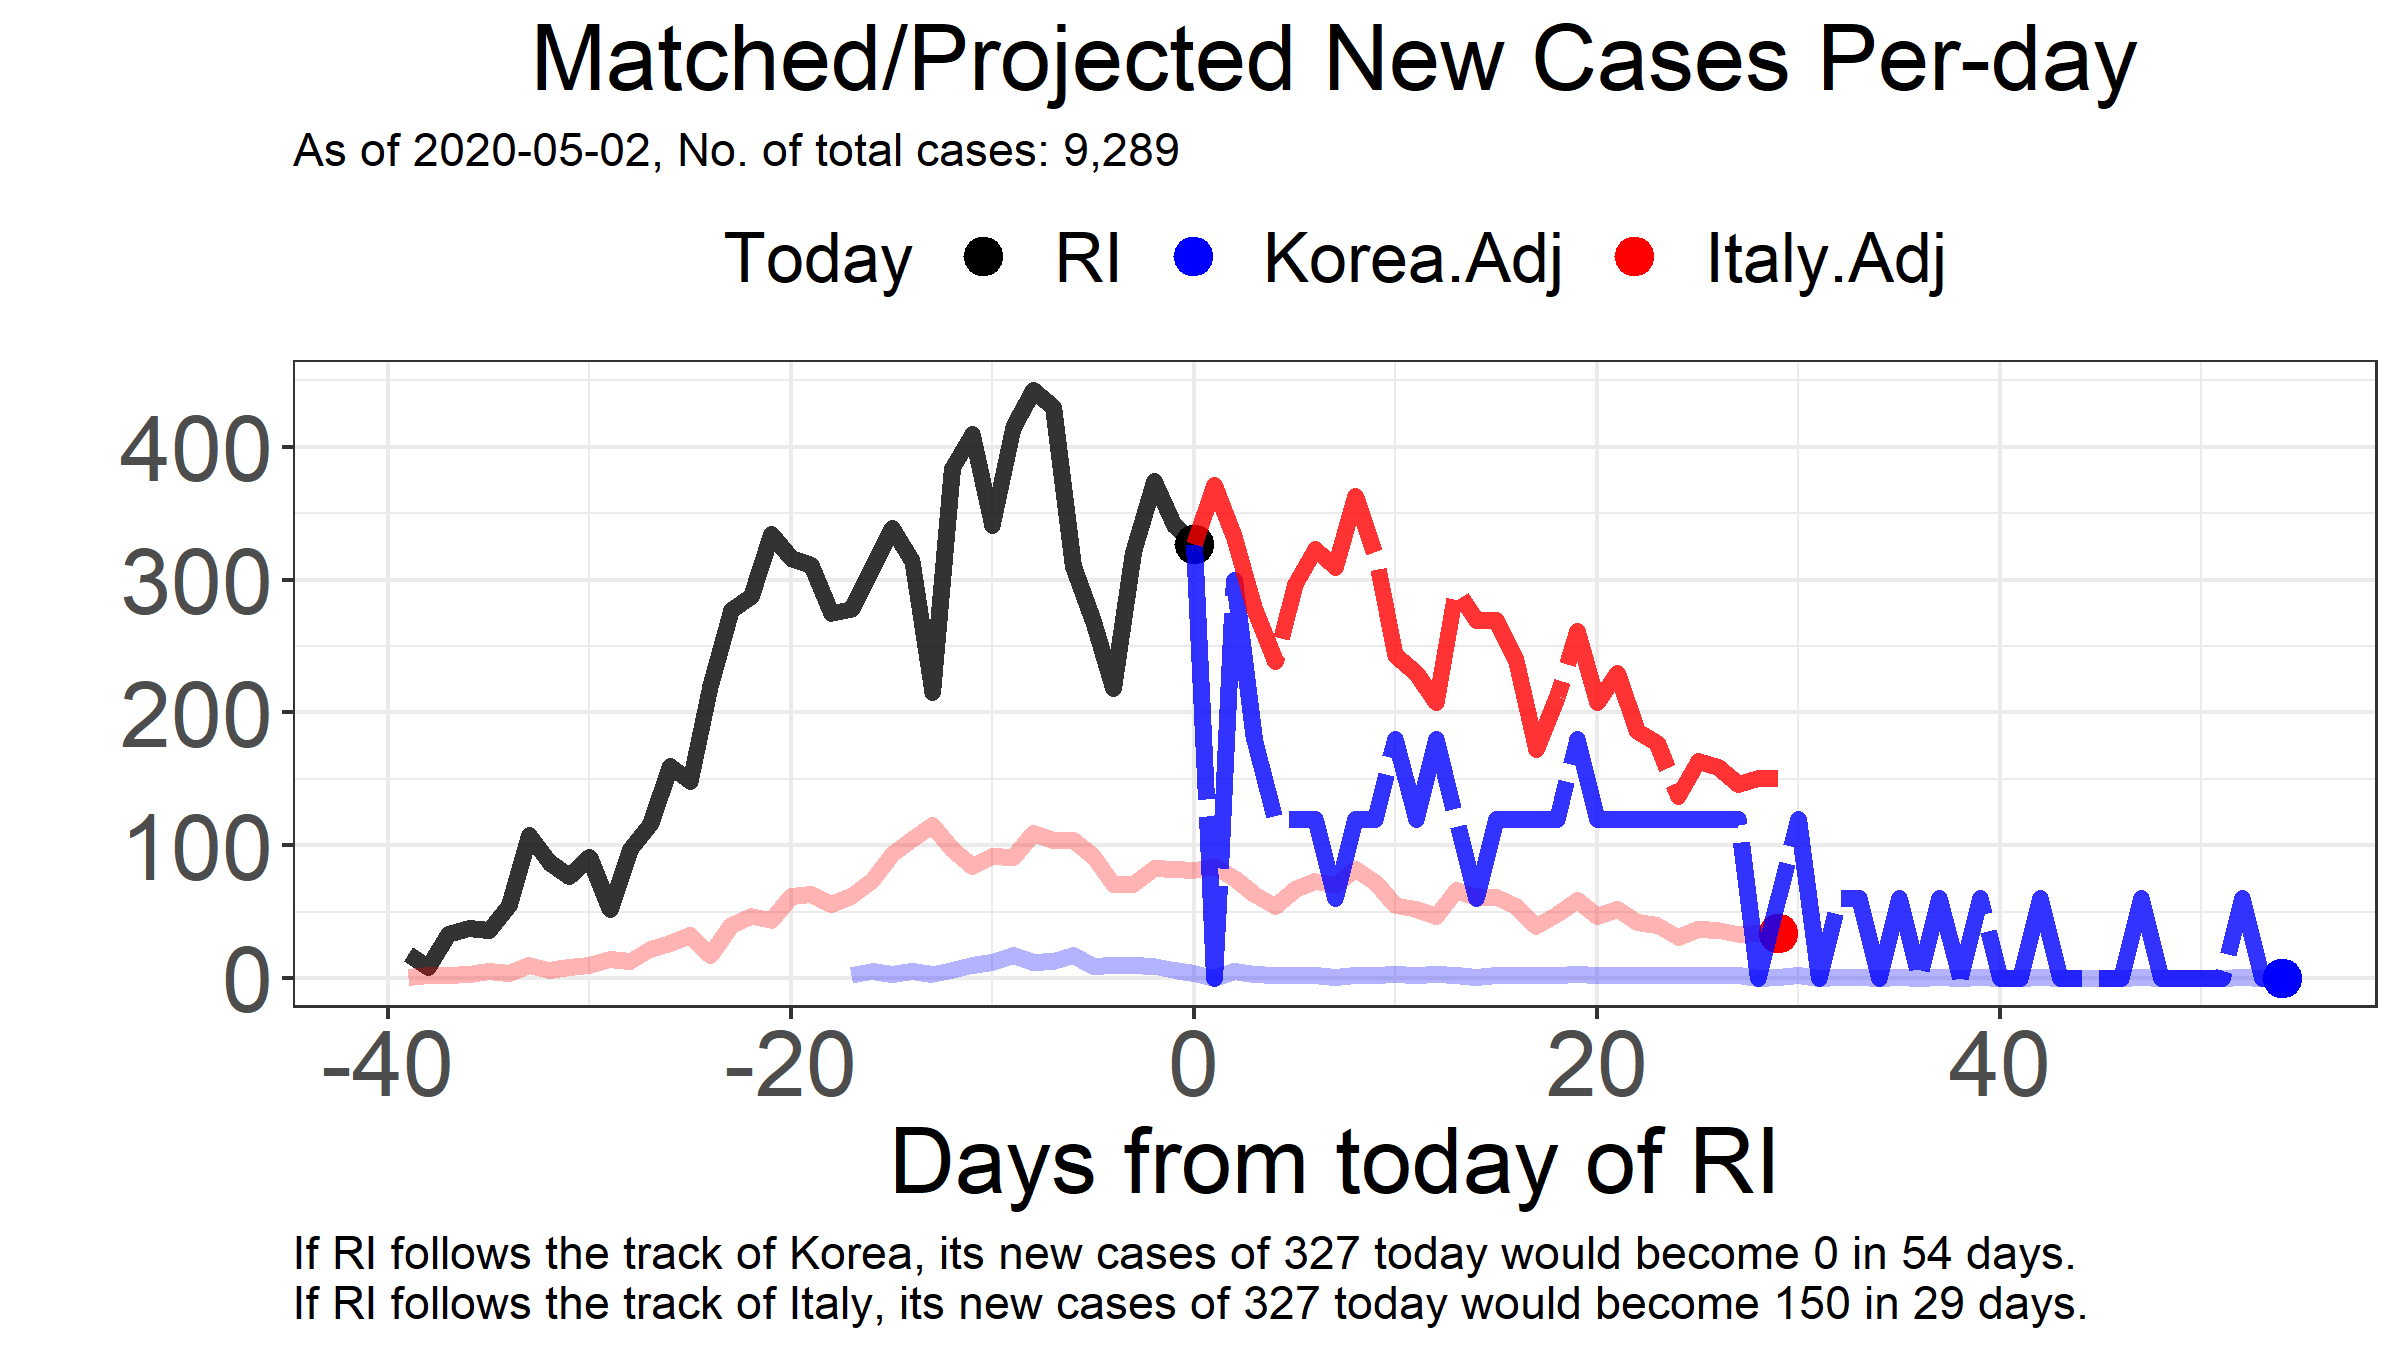 Matched/Projected New Cases Per-day
As of 2020-05-02, No. of total cases: 9,289
Today RI Korea.Adj Italy.Adj
400
300
200
100
0
-40 -20 0 20 40
Days from today of RI
If RI follows the track of Korea, its new cases of 327 today would become 0 in 54 days.
If RI follows the track of Italy, its new cases of 327 today would become 150 in 29 days.